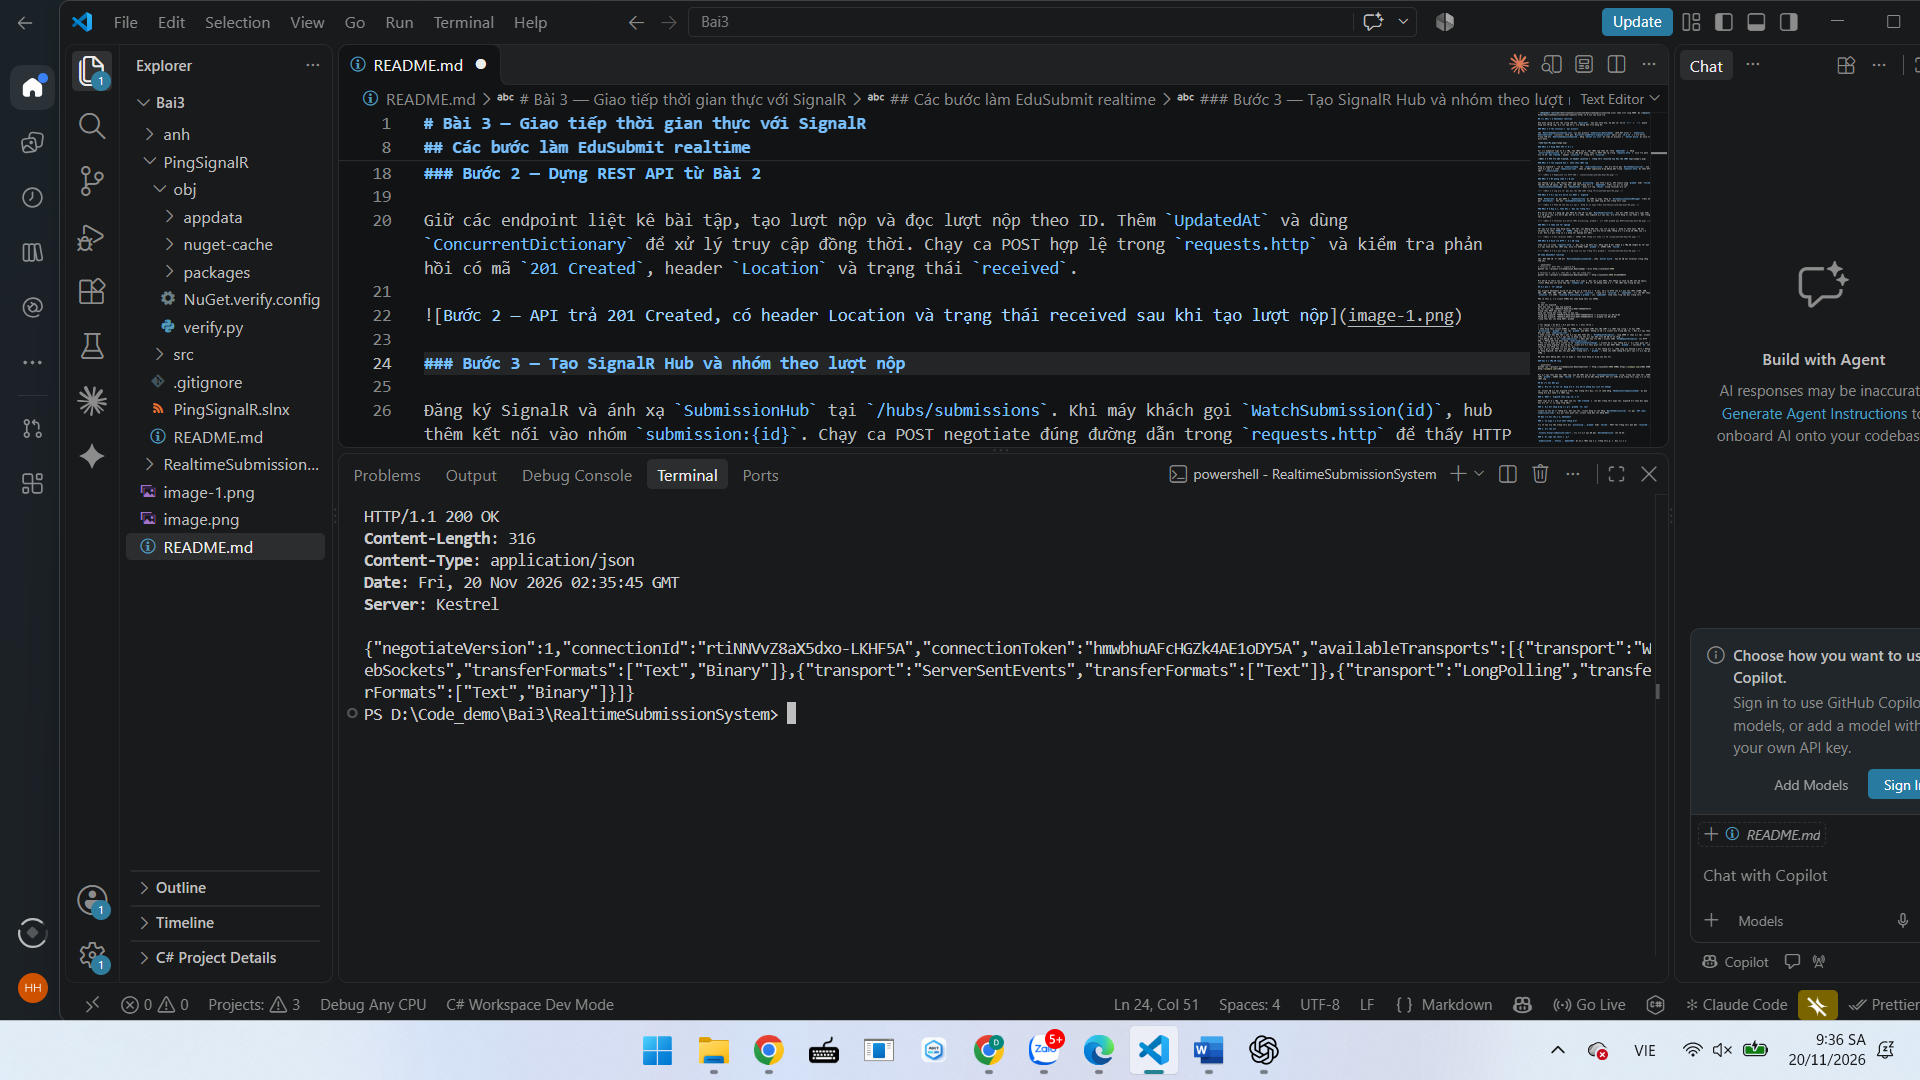 File Edit Selection View Go Run Terminal Help
Bai3
Update
Explorer
Bai3
anh
PingSignalR
obj
appdata
nuget-cache
packages
NuGet.verify.config
verify.py
src
.gitignore
PingSignalR.slnx
README.md
RealtimeSubmission...
image-1.png
image.png
README.md
Outline
Timeline
C# Project Details
README.md
README.md > # Bài 3 — Giao tiếp thời gian thực với SignalR > ## Các bước làm EduSubmit realtime > ### Bước 3 — Tạo SignalR Hub và nhóm theo lượt
Text Editor
1 # Bài 3 — Giao tiếp thời gian thực với SignalR
8 ## Các bước làm EduSubmit realtime
18 ### Bước 2 — Dựng REST API từ Bài 2
19
20 Giữ các endpoint liệt kê bài tập, tạo lượt nộp và đọc lượt nộp theo ID. Thêm `UpdatedAt` và dùng
`ConcurrentDictionary` để xử lý truy cập đồng thời. Chạy ca POST hợp lệ trong `requests.http` và kiểm tra phản
hồi có mã `201 Created`, header `Location` và trạng thái `received`.
21
22 ![Bước 2 — API trả 201 Created, có header Location và trạng thái received sau khi tạo lượt nộp](image-1.png)
23
24 ### Bước 3 — Tạo SignalR Hub và nhóm theo lượt nộp
25
26 Đăng ký SignalR và ánh xạ `SubmissionHub` tại `/hubs/submissions`. Khi máy khách gọi `WatchSubmission(id)`, hub
thêm kết nối vào nhóm `submission:{id}`. Chạy ca POST negotiate đúng đường dẫn trong `requests.http` để thấy HTTP
Problems Output Debug Console Terminal Ports
powershell - RealtimeSubmissionSystem
HTTP/1.1 200 OK
Content-Length: 316
Content-Type: application/json
Date: Fri, 20 Nov 2026 02:35:45 GMT
Server: Kestrel
{"negotiateVersion":1,"connectionId":"rtiNNVvZ8aX5dxo-LKHF5A","connectionToken":"hmwbhuAFcHGZk4AE1oDY5A","availableTransports":[{"transport":"W
ebSockets","transferFormats":["Text","Binary"]},{"transport":"ServerSentEvents","transferFormats":["Text"]},{"transport":"LongPolling","transfe
rFormats":["Text","Binary"]}]}
PS D:\Code_demo\Bai3\RealtimeSubmissionSystem>
Chat
Build with Agent
AI responses may be inaccurat
Generate Agent Instructions to
onboard AI onto your codebas
Choose how you want to us
Copilot.
Sign in to use GitHub Copilo
models, or add a model with
your own API key.
Add Models Sign I
README.md
Chat with Copilot
Models
Copilot
HH
0 0 Projects: 3 Debug Any CPU C# Workspace Dev Mode
Ln 24, Col 51 Spaces: 4 UTF-8 LF { } Markdown Go Live Claude Code Prettier
5+
VIE
9:36 SA
20/11/2026